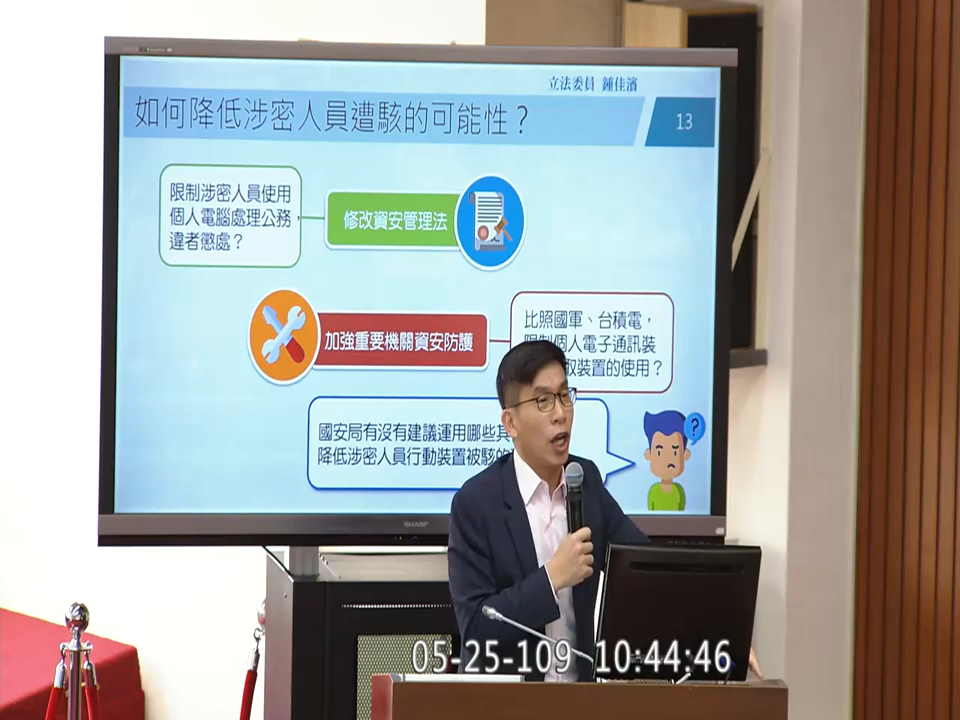 立法委員 鍾佳濱
如何降低涉密人員遭駭的可能性？
13
限制涉密人員使用
個人電腦處理公務，
違者懲處？
修改資安管理法
加強重要機關資安防護
比照國軍、台積電，
限制個人電子通訊裝
取裝置的使用？
國安局有沒有建議運用哪些其
降低涉密人員行動裝置被駭的
?
SHARP
05-25-109 10:44:46